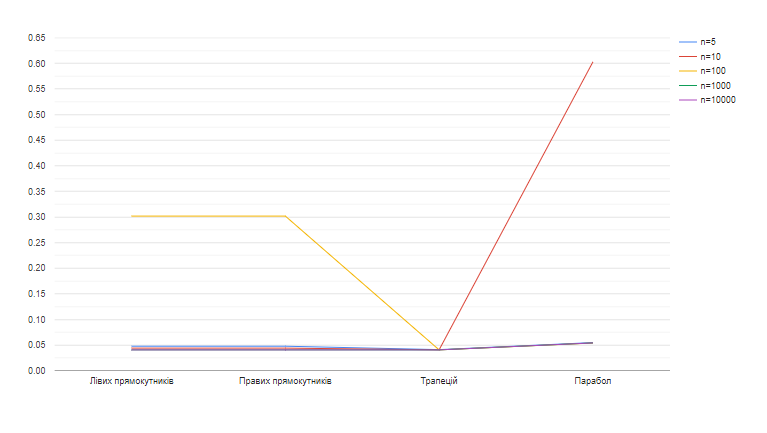 0.65
0.60
0.55
0.50
0.45
0.40
0.35
0.30
0.25
0.20
0.15
0.10
0.05
0.00
Лівих прямокутників
Правих прямокутників
Трапецій
Парабол
n=5
n=10
n=100
n=1000
n=10000